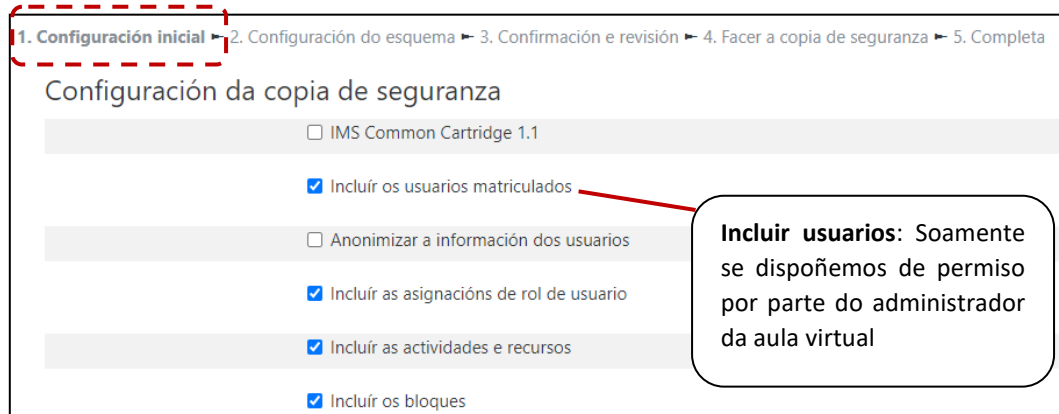 1. Configuración inicial ► 2. Configuración do esquema ► 3. Confirmación e revisión ► 4. Facer a copia de seguranza ► 5. Completa
Configuración da copia de seguranza
IMS Common Cartridge 1.1
Incluír os usuarios matriculados
Anonimizar a información dos usuarios
Incluír as asignacións de rol de usuario
Incluír as actividades e recursos
Incluír os bloques
Incluir usuarios: Soamente
se dispoñemos de permiso
por parte do administrador
da aula virtual